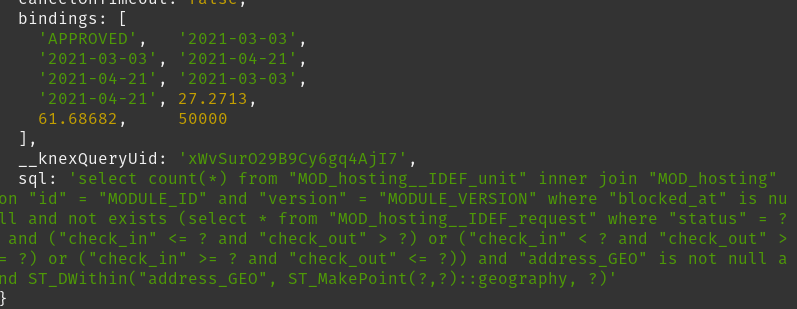 cancelOnTimeout: false,
bindings: [
'APPROVED', '2021-03-03',
'2021-03-03', '2021-04-21',
'2021-04-21', '2021-03-03',
'2021-04-21', 27.2713,
61.68682, 50000
],
__knexQueryUid: 'xWvSurO29B9Cy6gq4AjI7',
sql: 'select count(*) from "MOD_hosting__IDEF_unit" inner join "MOD_hosting"
on "id" = "MODULE_ID" and "version" = "MODULE_VERSION" where "blocked_at" is nu
ll and not exists (select * from "MOD_hosting__IDEF_request" where "status" = ?
and ("check_in" <= ? and "check_out" > ?) or ("check_in" < ? and "check_out" >
= ?) or ("check_in" >= ? and "check_out" <= ?)) and "address_GEO" is not null a
nd ST_DWithin("address_GEO", ST_MakePoint(?,?)::geography, ?)'
}